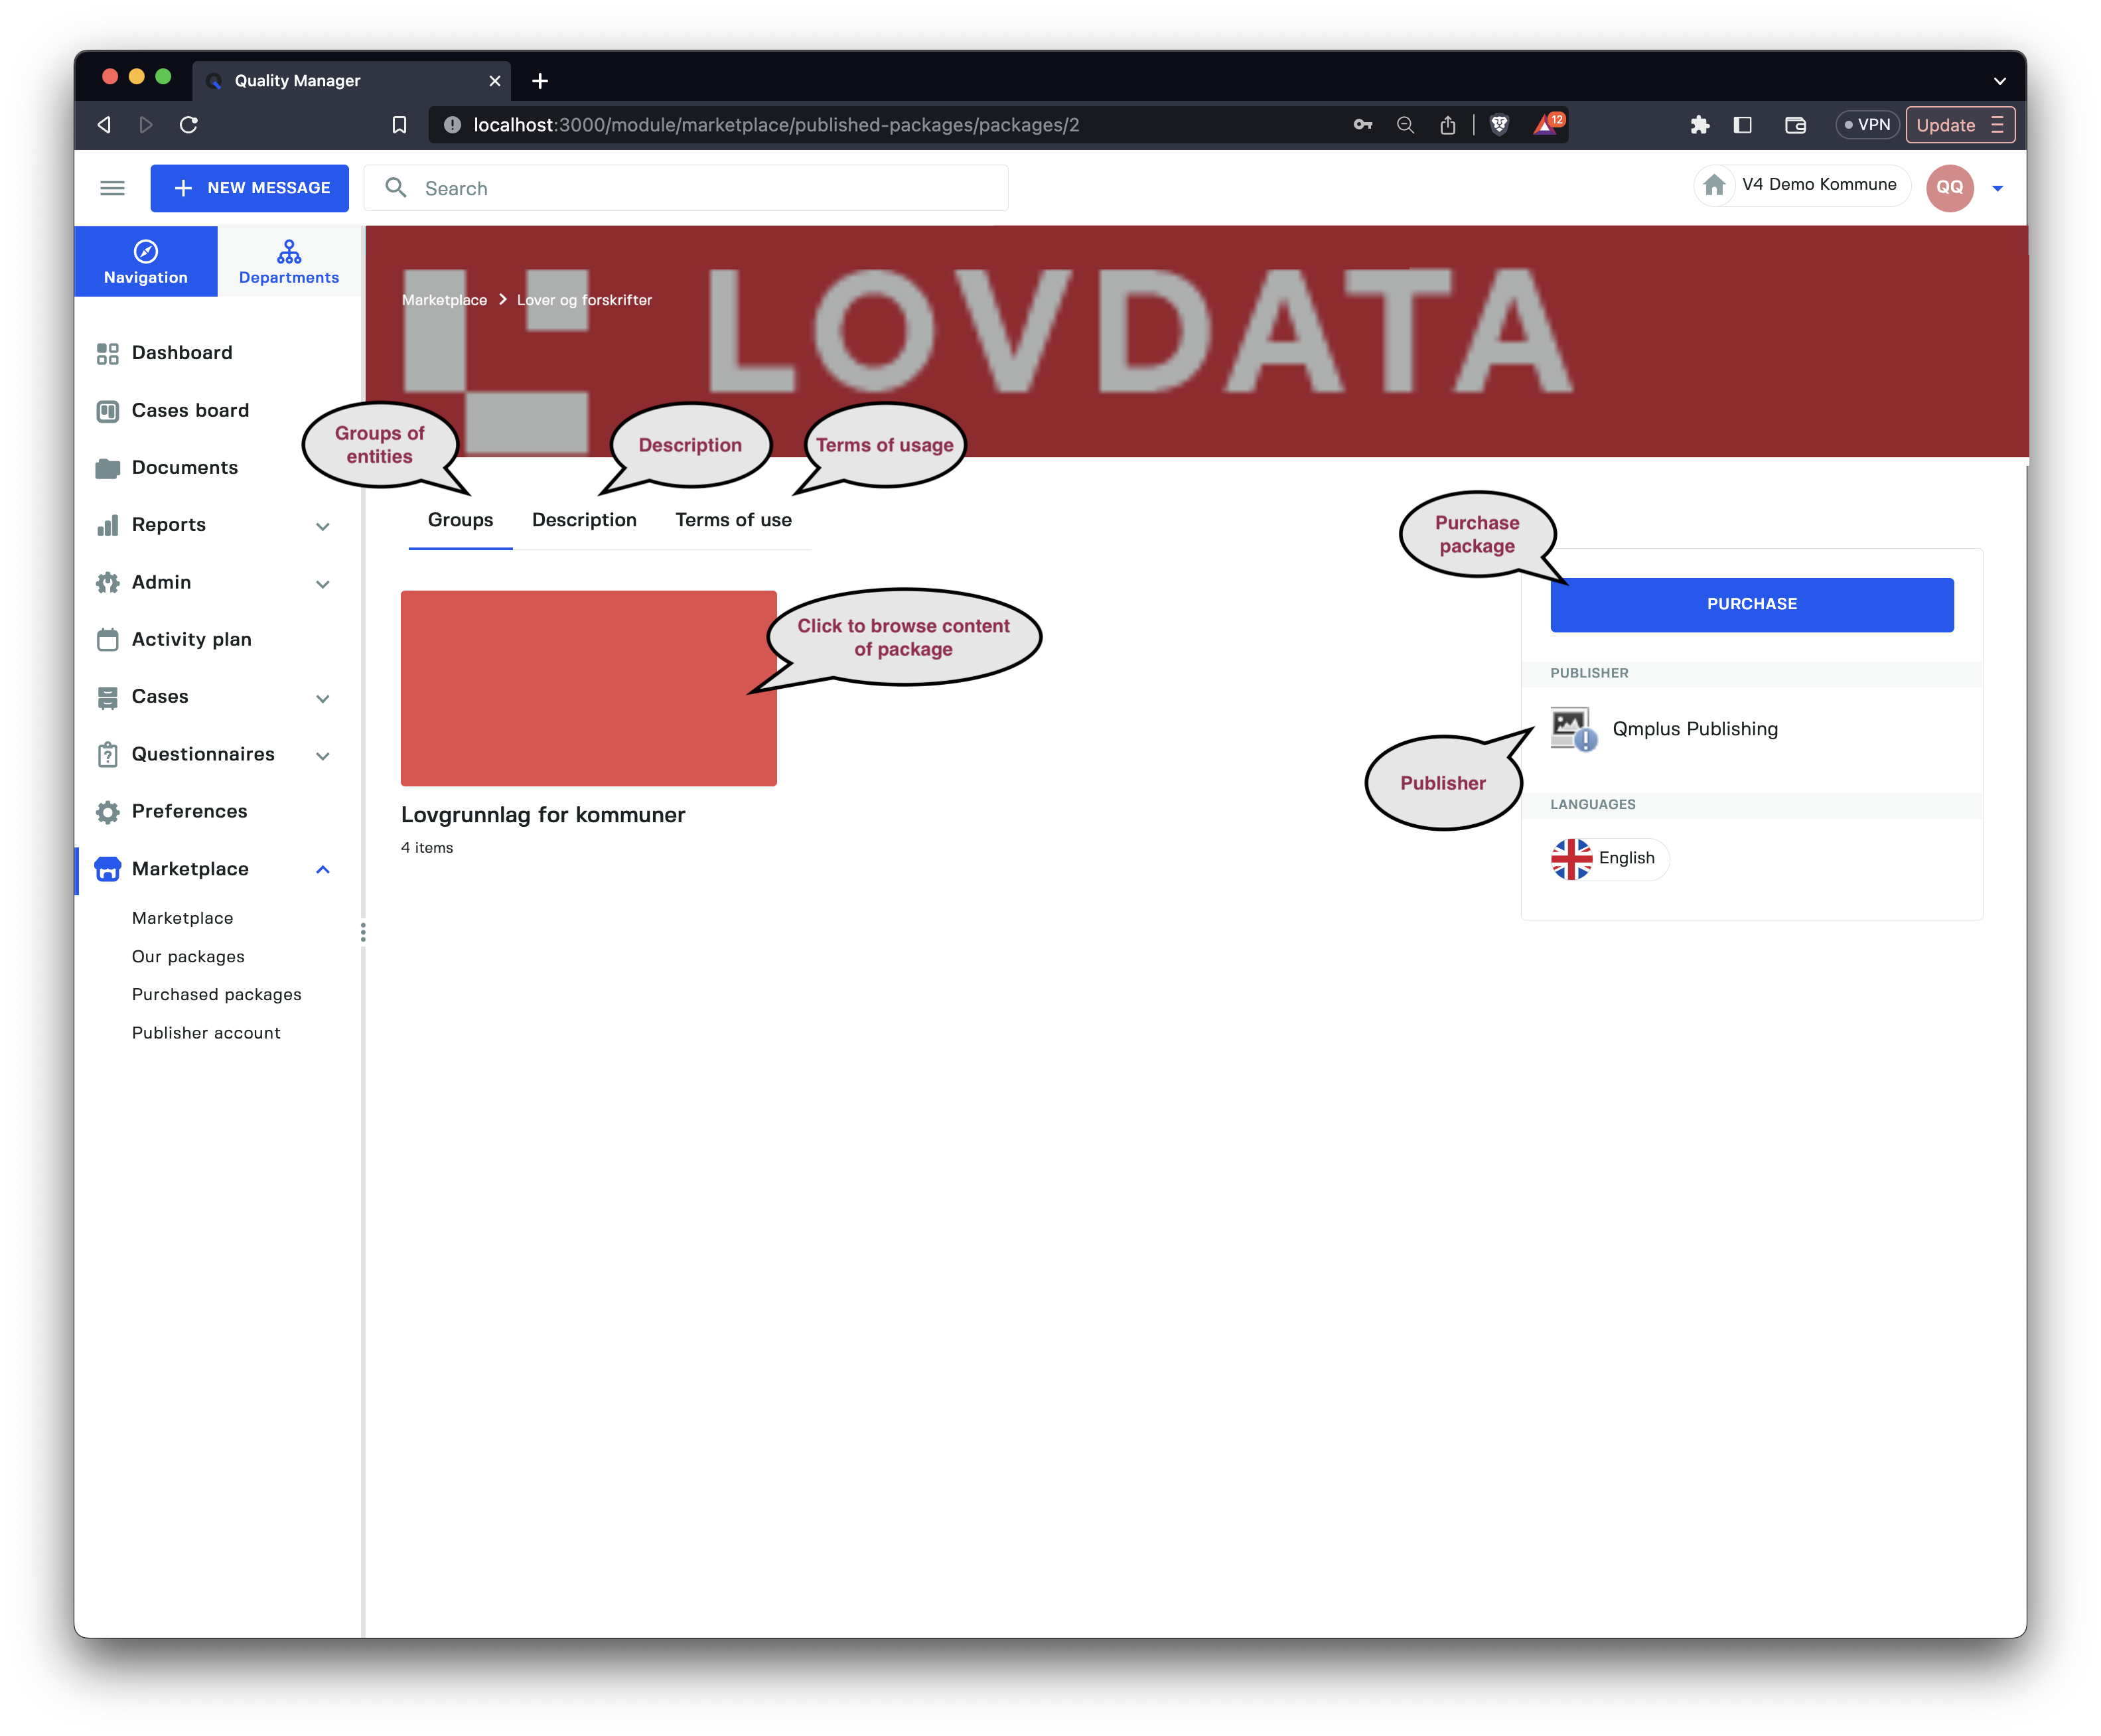 Quality Manager
localhost:3000/module/marketplace/published-packages/packages/2
12
VPN
Update
NEW MESSAGE
Search
V4 Demo Kommune
QQ
Navigation
Departments
Dashboard
Cases board
Documents
Reports
Admin
Activity plan
Cases
Questionnaires
Preferences
Marketplace
Marketplace
Our packages
Purchased packages
Publisher account
LOVDATA
Marketplace > Lover og forskrifter
Groups of
entities
Description
Terms of usage
Groups
Description
Terms of use
Click to browse content
of package
Lovgrunnlag for kommuner
4 items
Purchase
package
PURCHASE
PUBLISHER
Qmplus Publishing
Publisher
LANGUAGES
English